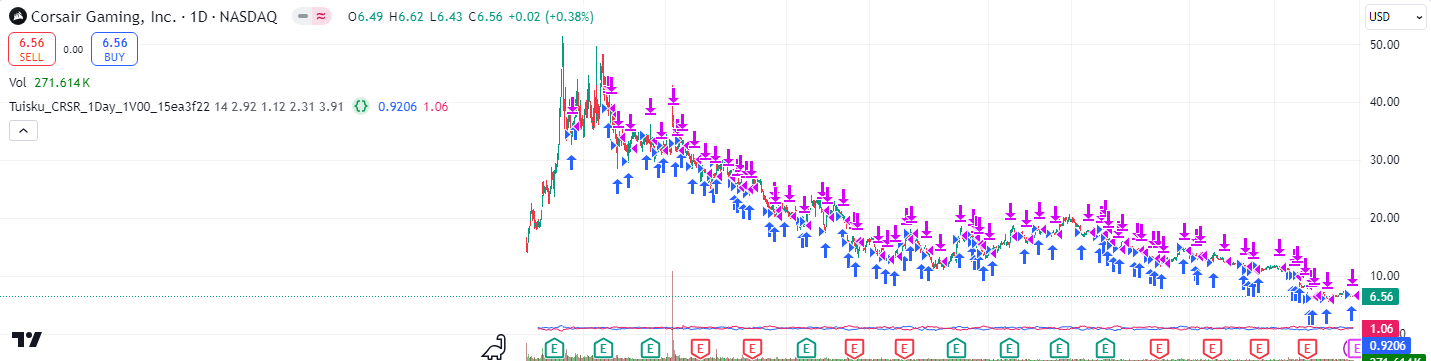 Corsair Gaming, Inc. · 1D · NASDAQ O6.49 H6.62 L6.43 C6.56 +0.02 (+0.38%) USD
6.56 SELL 0.00 6.56 BUY
50.00
Vol 271.614 K
Tuisku_CRSR_1Day_1V00_15ea3f22 14 2.92 1.12 2.31 3.91 {} 0.9206 1.06
40.00
30.00
20.00
10.00
6.56
1.06
0.9206
E E E E E E E E E E E E E E E E E
271.614 K